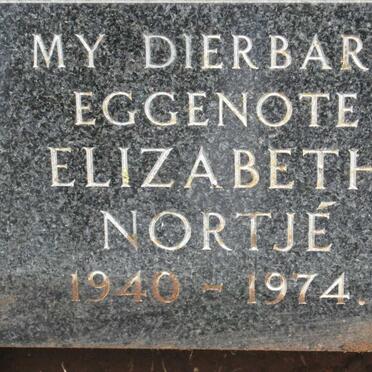 MY DIERBAR
EGGENOTE
ELIZABETH
NORTJÉ
1940 - 1974.